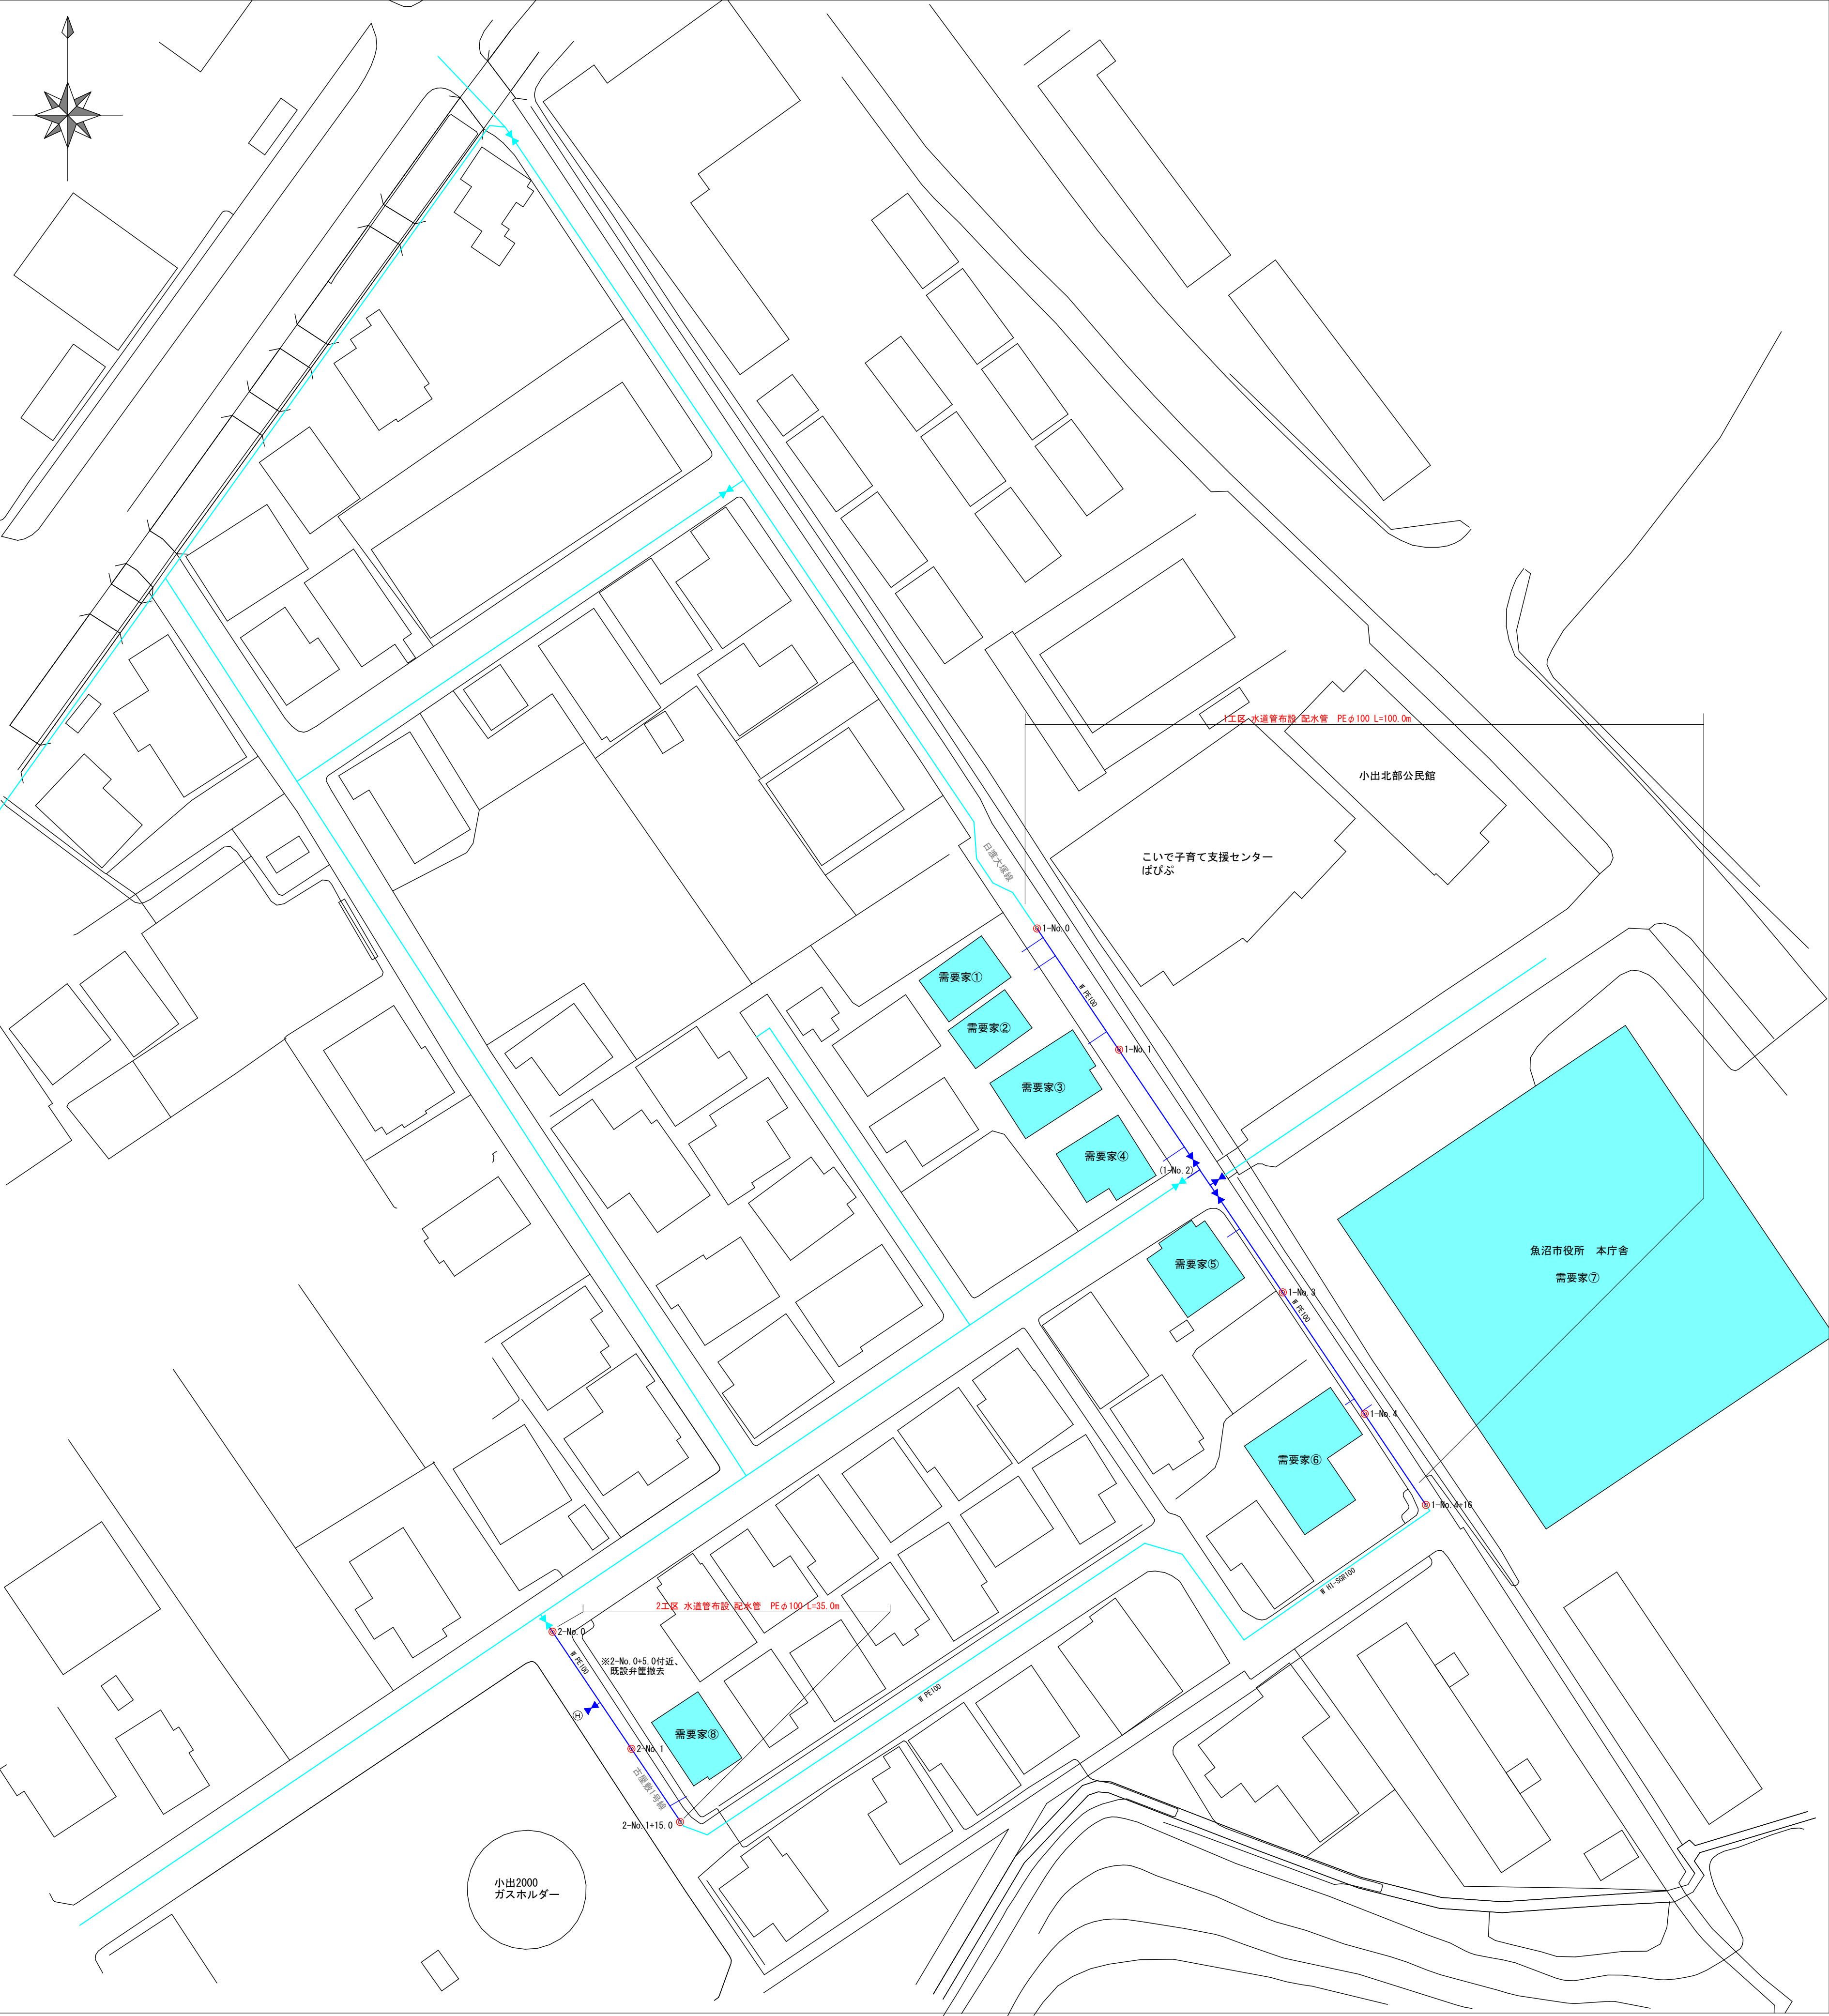 1工区 水道管布設 配水管　PEφ100 L=100.0m
小出北部公民館
こいで子育て支援センター
ぱぴぷ
日渡大塚線
1-No.0
需要家①
W PE100
需要家②
1-No.1
需要家③
需要家④
(1-No.2)
需要家⑤
魚沼市役所　本庁舎
需要家⑦
1-No.3
W PE100
1-No.4
需要家⑥
1-No.4+16
W HI-SGR100
2工区 水道管布設 配水管　PEφ100 L=35.0m
2-No.0
W PE100
※2-No.0+5.0付近、
既設弁筐撤去
W PE100
H
需要家⑧
2-No.1
古屋敷1号線
2-No.1+15.0
小出2000
ガスホルダー